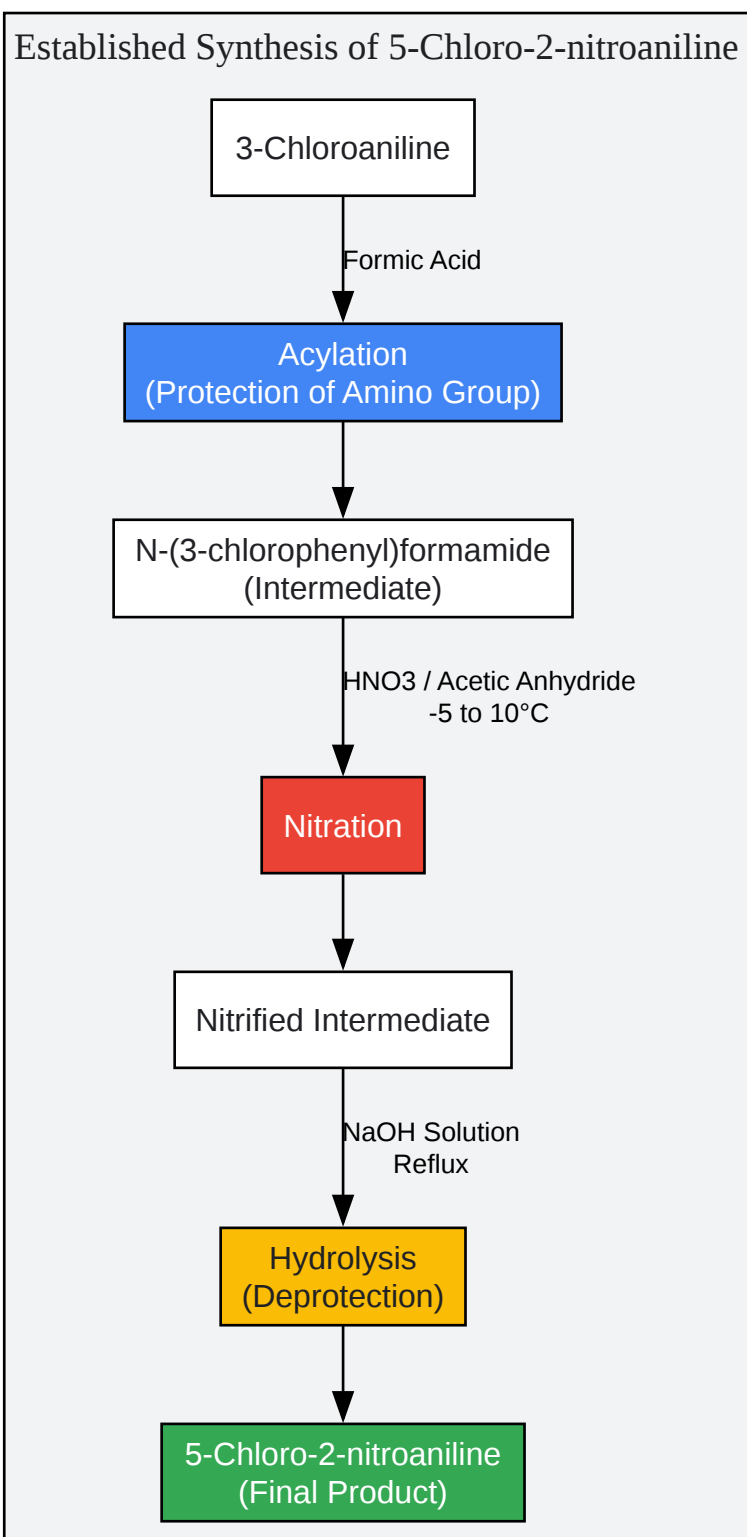 Established Synthesis of 5-Chloro-2-nitroaniline
3-Chloroaniline
Formic Acid
Acylation
(Protection of Amino Group)
N-(3-chlorophenyl)formamide
(Intermediate)
HNO3 / Acetic Anhydride
-5 to 10°C
Nitration
Nitrified Intermediate
NaOH Solution
Reflux
Hydrolysis
(Deprotection)
5-Chloro-2-nitroaniline
(Final Product)